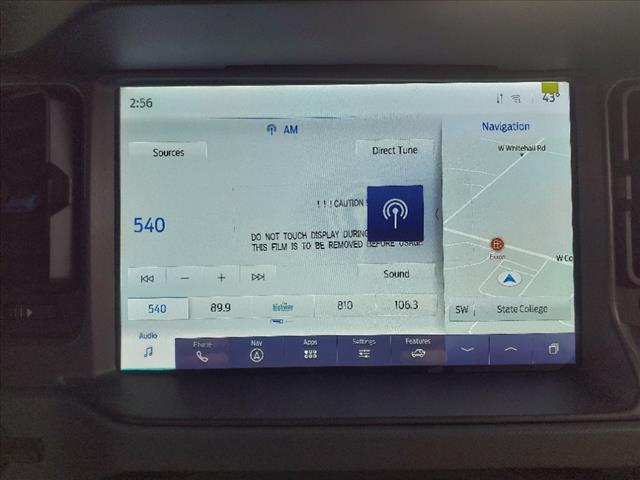 2:56
43°
AM
Navigation
Sources
Direct Tune
W Whitehall Rd
! ! ! CAUTION
540
DO NOT TOUCH DISPLAY DURING
THIS FILM IS TO BE REMOVED BEFORE USAGE
Exxon
W Co
Sound
540
89.9
highway
810
106.3
SW
State College
Audio
Phone
Nav
Apps
Settings
Features